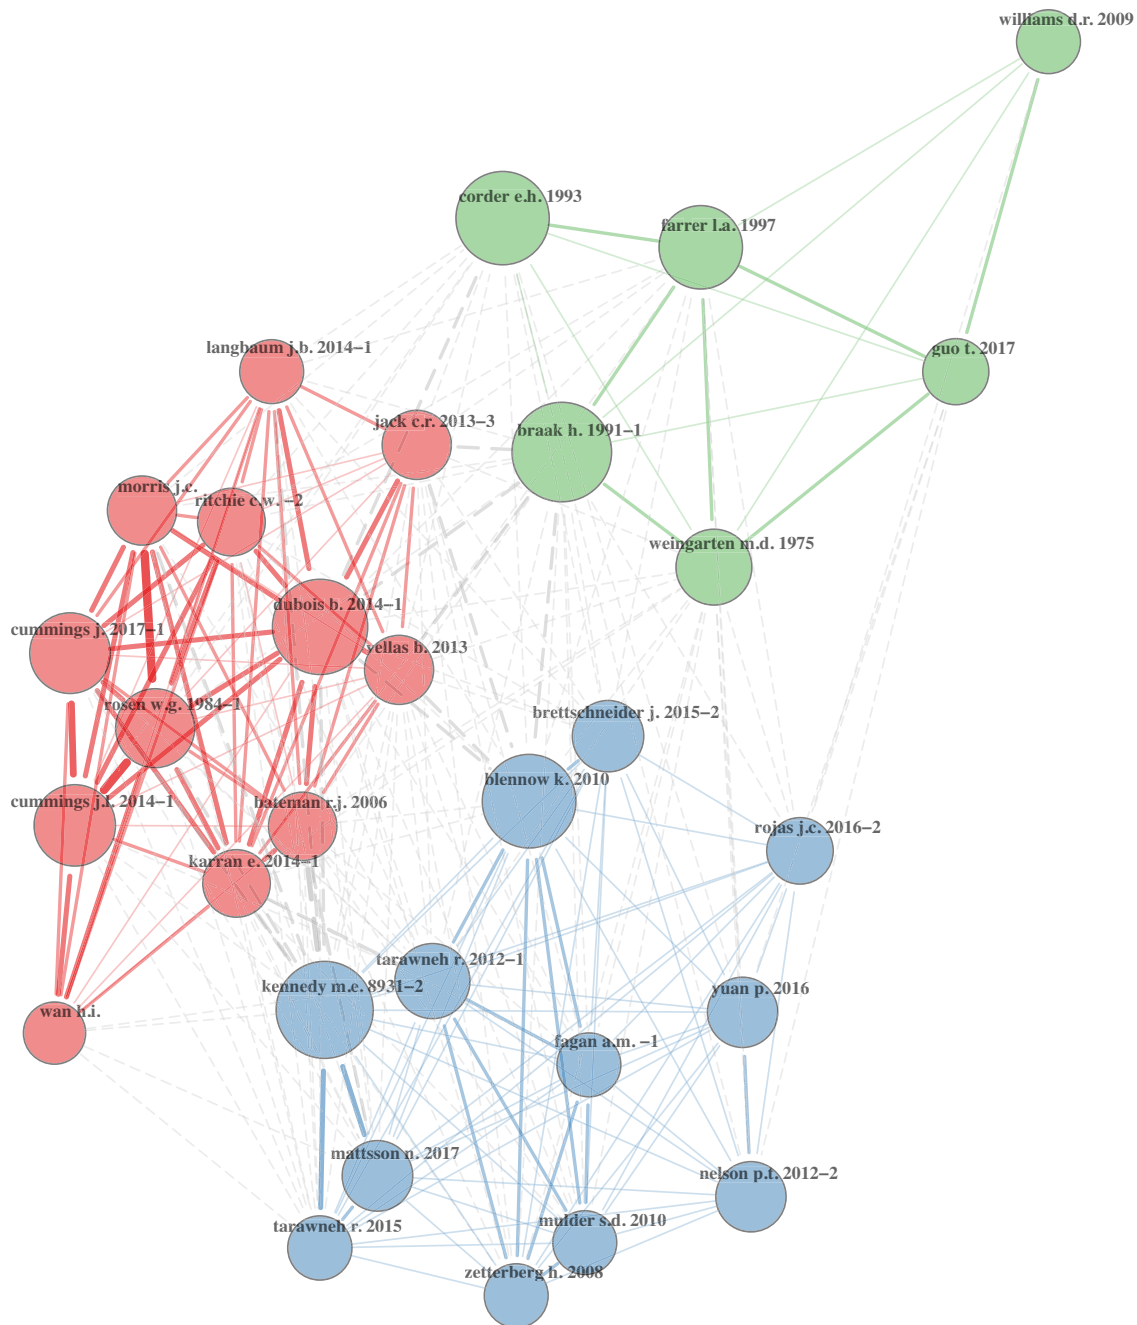 williams d.r. 2009
corder e.h. 1993
farrer l.a. 1997
langbaum j.b. 2014−1
guo t. 2017
jack c.r. 2013−3
braak h. 1991−1
morris j.c.
ritchie c.w. −2
weingarten m.d. 1975
dubois b. 2014−1
cummings j. 2017−1
vellas b. 2013
rosen w.g. 1984−1
brettschneider j. 2015−2
blennow k. 2010
cummings j.l. 2014−1
bateman r.j. 2006
rojas j.c. 2016−2
karran e. 2014−1
tarawneh r. 2012−1
kennedy m.e. 8931−2
yuan p. 2016
wan h.i.
fagan a.m. −1
mattsson n. 2017
nelson p.t. 2012−2
tarawneh r. 2015
mulder s.d. 2010
zetterberg h. 2008